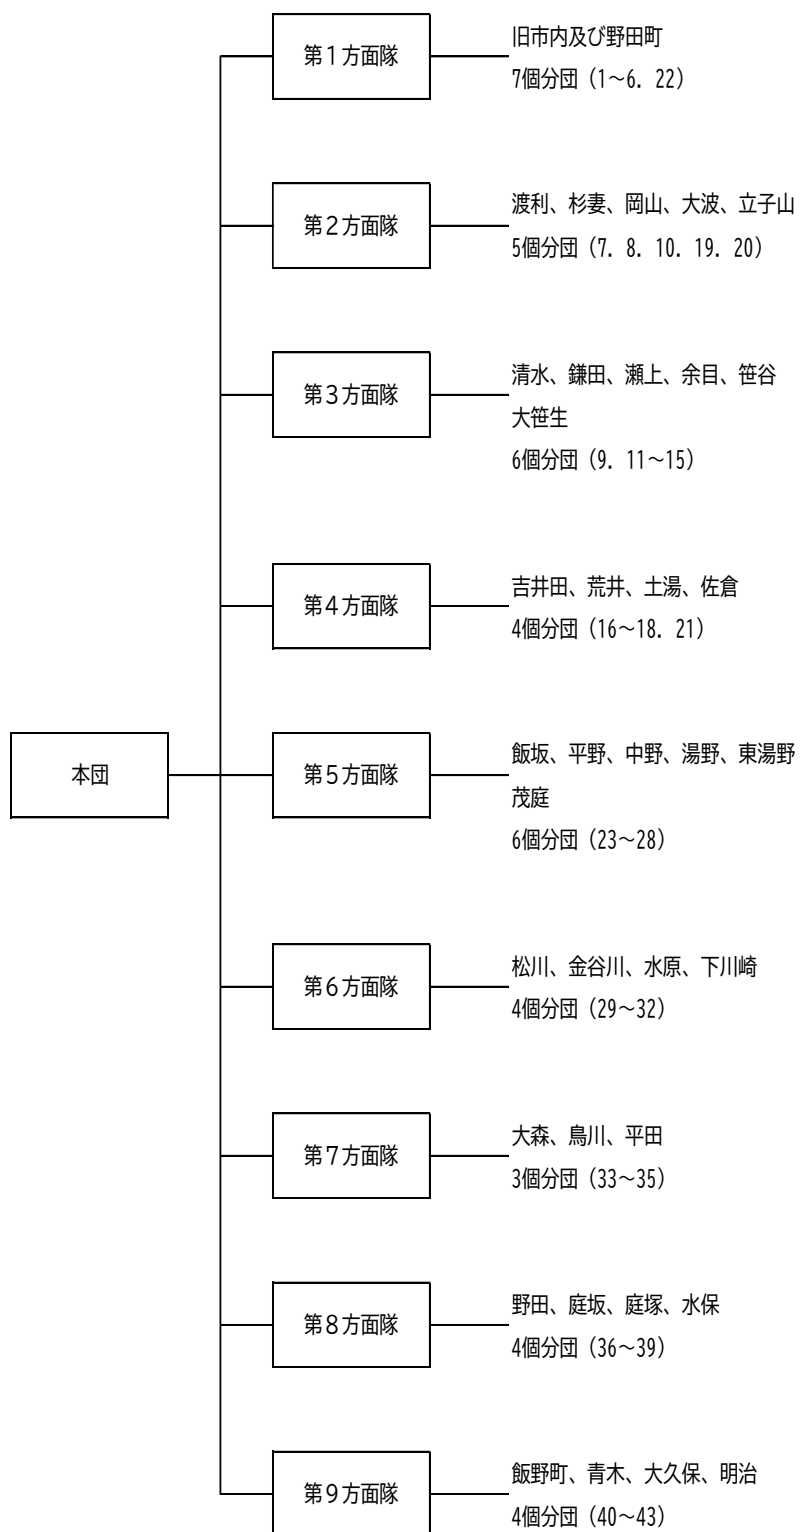 第1方面隊
旧市内及び野田町
7個分団（1～6．22）
第2方面隊
渡利、杉妻、岡山、大波、立子山
5個分団（7．8．10．19．20）
第3方面隊
清水、鎌田、瀬上、余目、笹谷
大笹生
6個分団（9．11～15）
第4方面隊
吉井田、荒井、土湯、佐倉
4個分団（16～18．21）
本団
第5方面隊
飯坂、平野、中野、湯野、東湯野
茂庭
6個分団（23～28）
第6方面隊
松川、金谷川、水原、下川崎
4個分団（29～32）
第7方面隊
大森、鳥川、平田
3個分団（33～35）
第8方面隊
野田、庭坂、庭塚、水保
4個分団（36～39）
第9方面隊
飯野町、青木、大久保、明治
4個分団（40～43）